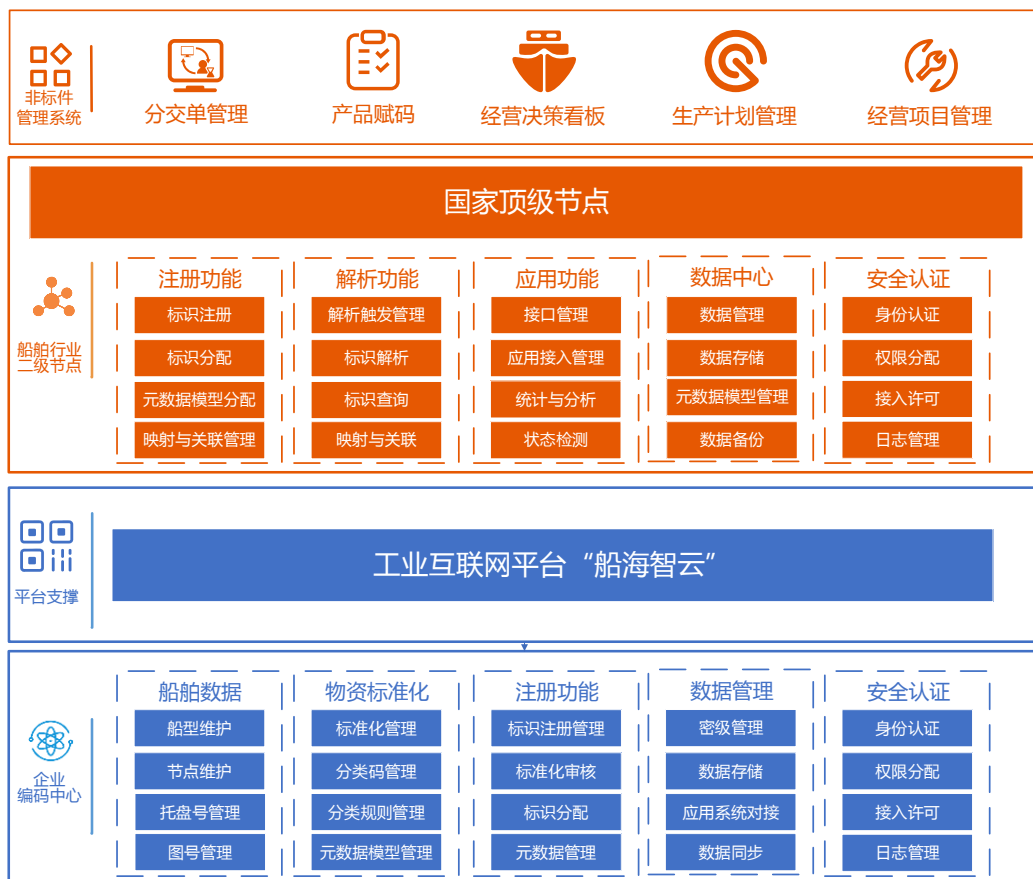 非标件
管理系统
分交单管理
产品赋码
经营决策看板
生产计划管理
经营项目管理
国家顶级节点
船舶行业
二级节点
注册功能
标识注册
标识分配
元数据模型分配
映射与关联管理
解析功能
解析触发管理
标识解析
标识查询
映射与关联
应用功能
接口管理
应用接入管理
统计与分析
状态检测
数据中心
数据管理
数据存储
元数据模型管理
数据备份
安全认证
身份认证
权限分配
接入许可
日志管理
平台支撑
工业互联网平台“船海智云”
企业
编码中心
船舶数据
船型维护
节点维护
托盘号管理
图号管理
物资标准化
标准化管理
分类码管理
分类规则管理
元数据模型管理
注册功能
标识注册管理
标准化审核
标识分配
元数据管理
数据管理
密级管理
数据存储
应用系统对接
数据同步
安全认证
身份认证
权限分配
接入许可
日志管理